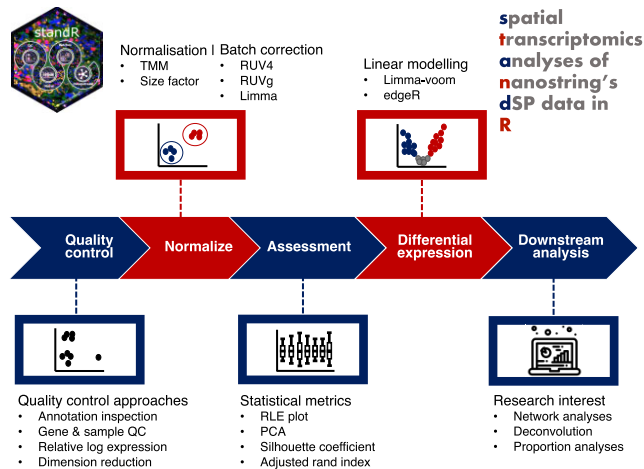 standR
spatial
transcriptomics
analyses of
nanostring's
dSP data in
R
Normalisation |
• TMM
• Size factor
Batch correction
• RUV4
• RUVg
• Limma
Linear modelling
• Limma-voom
• edgeR
Quality control
Normalize
Assessment
Differential expression
Downstream analysis
Quality control approaches
• Annotation inspection
• Gene & sample QC
• Relative log expression
• Dimension reduction
Statistical metrics
• RLE plot
• PCA
• Silhouette coefficient
• Adjusted rand index
Research interest
• Network analyses
• Deconvolution
• Proportion analyses